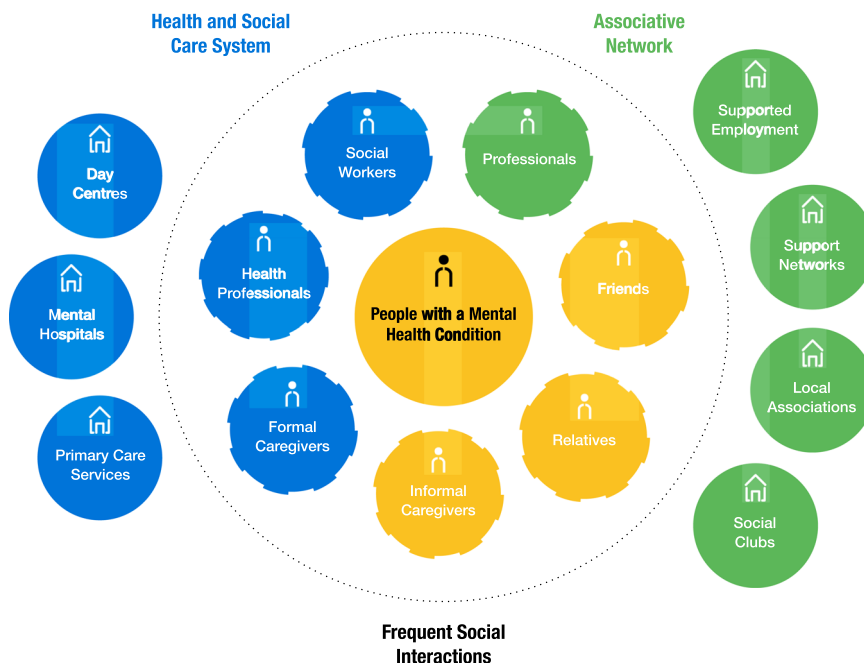 Health and Social
Care System
Associative
Network
Supported
Employment
Social
Workers
Professionals
Day
Centres
Support
Networks
Health
Professionals
Friends
Mental
Hospitals
People with a Mental
Health Condition
Local
Associations
Formal
Caregivers
Relatives
Primary Care
Services
Informal
Caregivers
Social
Clubs
Frequent Social
Interactions